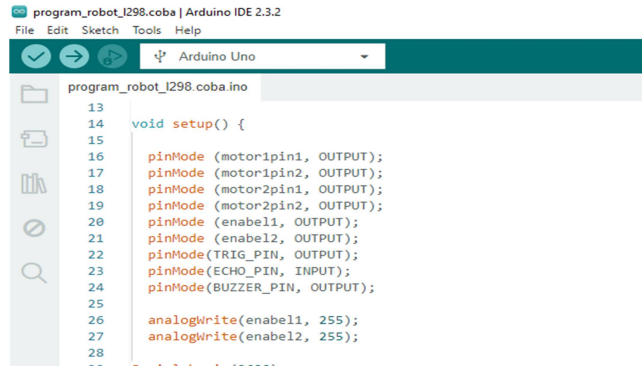 program_robot_l298.coba | Arduino IDE 2.3.2
File Edit Sketch Tools Help
Arduino Uno
program_robot_l298.coba.ino
13
14 void setup() {
15
16 pinMode (motor1pin1, OUTPUT);
17 pinMode (motor1pin2, OUTPUT);
18 pinMode (motor2pin1, OUTPUT);
19 pinMode (motor2pin2, OUTPUT);
20 pinMode (enabel1, OUTPUT);
21 pinMode (enabel2, OUTPUT);
22 pinMode(TRIG_PIN, OUTPUT);
23 pinMode(ECHO_PIN, INPUT);
24 pinMode(BUZZER_PIN, OUTPUT);
25
26 analogWrite(enabel1, 255);
27 analogWrite(enabel2, 255);
28